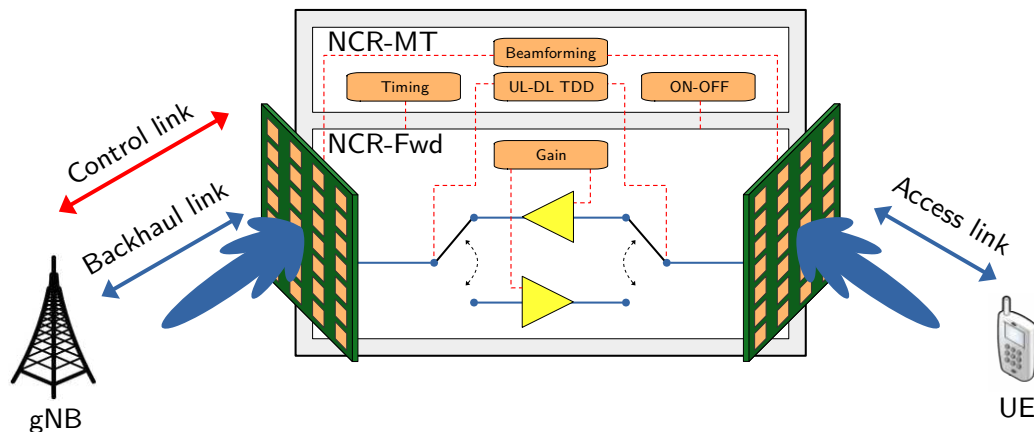 NCR-MT
Beamforming
Timing
UL-DL TDD
ON-OFF
Control link
NCR-Fwd
Gain
Backhaul link
Access link
gNB
UE